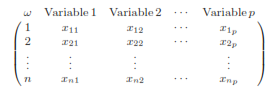 ω Variable 1 Variable 2 ⋯ Variable p
1 x₁₁ x₁₂ ⋯ x₁ₚ
2 x₂₁ x₂₂ ⋯ x₂ₚ
⋮ ⋮ ⋮ ⋮
n xₙ₁ xₙ₂ ⋯ xₙₚ